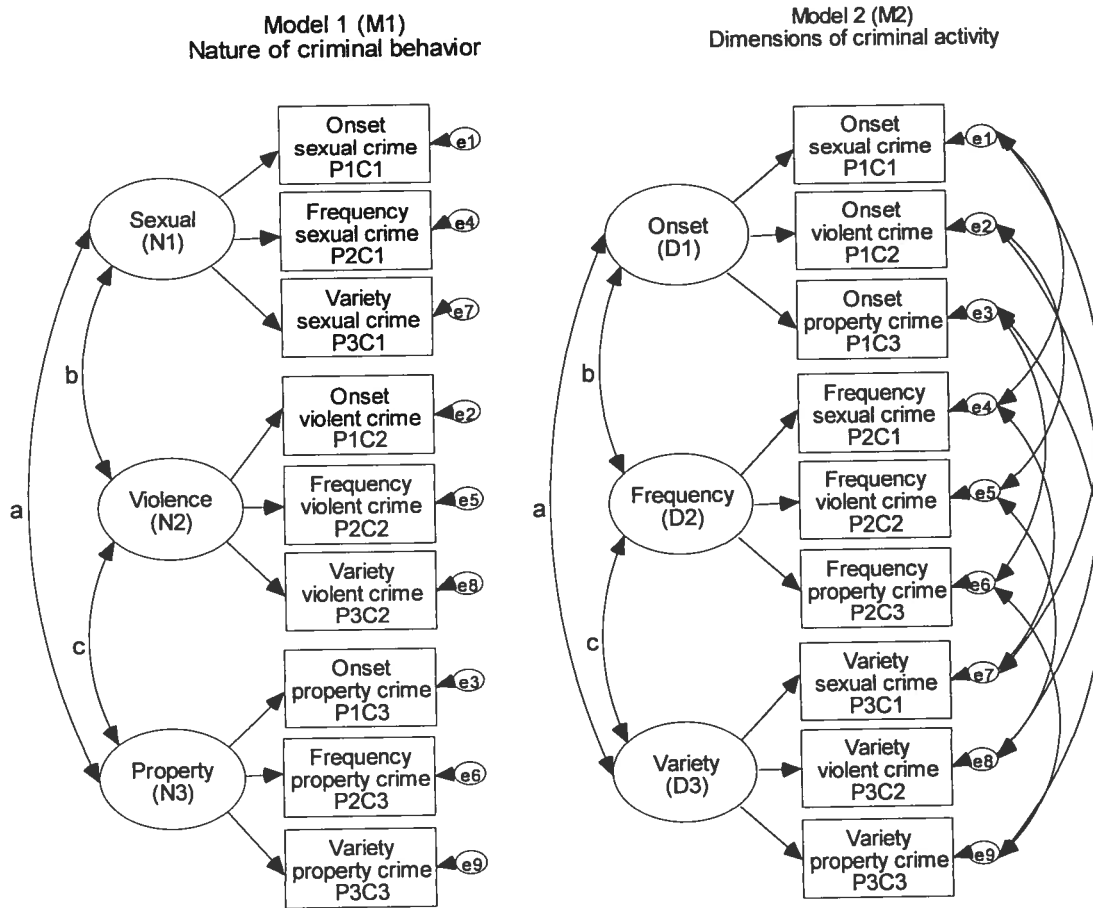 Model 1 (M1)
Nature of criminal behavior
Onset
sexual crime
P1C1
e1
Frequency
sexual crime
P2C1
e4
Variety
sexual crime
P3C1
e7
Sexual
(N1)
b
Onset
violent crime
P1C2
e2
Frequency
violent crime
P2C2
e5
Variety
violent crime
P3C2
e8
Violence
(N2)
a
c
Onset
property crime
P1C3
e3
Frequency
property crime
P2C3
e6
Variety
property crime
P3C3
e9
Property
(N3)
Model 2 (M2)
Dimensions of criminal activity
Onset
sexual crime
P1C1
e1
Onset
violent crime
P1C2
e2
Onset
property crime
P1C3
e3
Onset
(D1)
b
Frequency
sexual crime
P2C1
e4
Frequency
violent crime
P2C2
e5
Frequency
property crime
P2C3
e6
Frequency
(D2)
a
c
Variety
sexual crime
P3C1
e7
Variety
violent crime
P3C2
e8
Variety
property crime
P3C3
e9
Variety
(D3)